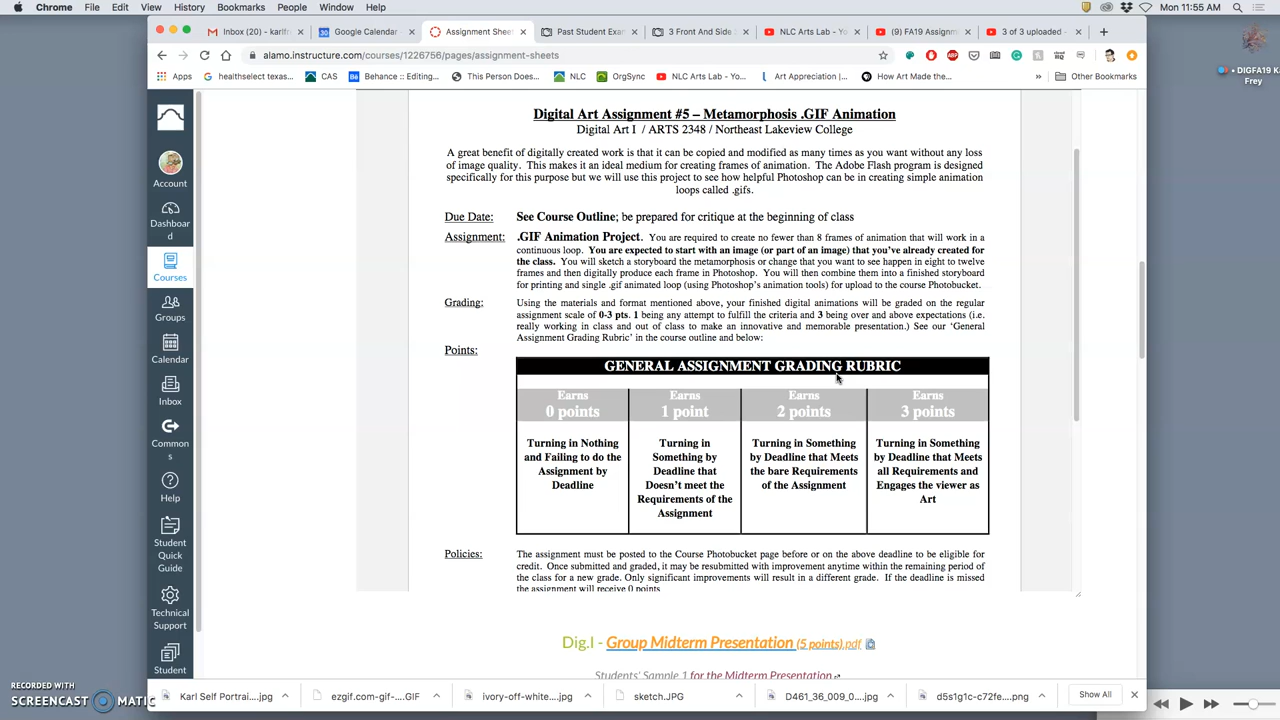 Chrome File Edit View History Bookmarks People Window Help Mon 11:55 AM
Inbox (20) - karlfr Google Calendar Assignment Shee Past Student Exam 3 Front And Side NLC Arts Lab - You (9) FA19 Assignm 3 of 3 uploaded -
alamo.instructure.com/courses/1226756/pages/assignment-sheets
Apps healthselect texas... CAS Behance :: Editing... This Person Does... NLC OrgSync NLC Arts Lab - Yo... Art Appreciation |... How Art Made the... » Other Bookmarks
• DIGFA19 K
Frey
Account
Dashboar
d
Courses
Groups
Calendar
Inbox
Common
s
Help
Student
Quick
Guide
Technical
Support
Student
Digital Art Assignment #5 – Metamorphosis .GIF Animation
Digital Art I / ARTS 2348 / Northeast Lakeview College
A great benefit of digitally created work is that it can be copied and modified as many times as you want without any loss
of image quality. This makes it an ideal medium for creating frames of animation. The Adobe Flash program is designed
specifically for this purpose but we will use this project to see how helpful Photoshop can be in creating simple animation
loops called .gifs.
Due Date: See Course Outline; be prepared for critique at the beginning of class
Assignment: .GIF Animation Project. You are required to create no fewer than 8 frames of animation that will work in a
continuous loop. You are expected to start with an image (or part of an image) that you've already created for
the class. You will sketch a storyboard the metamorphosis or change that you want to see happen in eight to twelve
frames and then digitally produce each frame in Photoshop. You will then combine them into a finished storyboard
for printing and single .gif animated loop (using Photoshop's animation tools) for upload to the course Photobucket.
Grading: Using the materials and format mentioned above, your finished digital animations will be graded on the regular
assignment scale of 0-3 pts. 1 being any attempt to fulfill the criteria and 3 being over and above expectations (i.e.
really working in class and out of class to make an innovative and memorable presentation.) See our 'General
Assignment Grading Rubric' in the course outline and below:
Points:
GENERAL ASSIGNMENT GRADING RUBRIC
Earns Earns Earns Earns
0 points 1 point 2 points 3 points
Turning in Nothing Turning in Turning in Something Turning in Something
and Failing to do the Something by by Deadline that Meets by Deadline that Meets
Assignment by Deadline that the bare Requirements all Requirements and
Deadline Doesn't meet the of the Assignment Engages the viewer as
Requirements of the Art
Assignment
Policies: The assignment must be posted to the Course Photobucket page before or on the above deadline to be eligible for
credit. Once submitted and graded, it may be resubmitted with improvement anytime within the remaining period of
the class for a new grade. Only significant improvements will result in a different grade. If the deadline is missed
the assignment will receive 0 points
Dig.I - Group Midterm Presentation (5 points).pdf
Students' Sample 1 for the Midterm Presentation
Karl Self Portrai....jpg ezgif.com-gif-....GIF ivory-off-white....jpg sketch.JPG D461_36_009_0....jpg d5s1g1c-c72fe....png Show All
RECORDED WITH
SCREENCAST MATIC